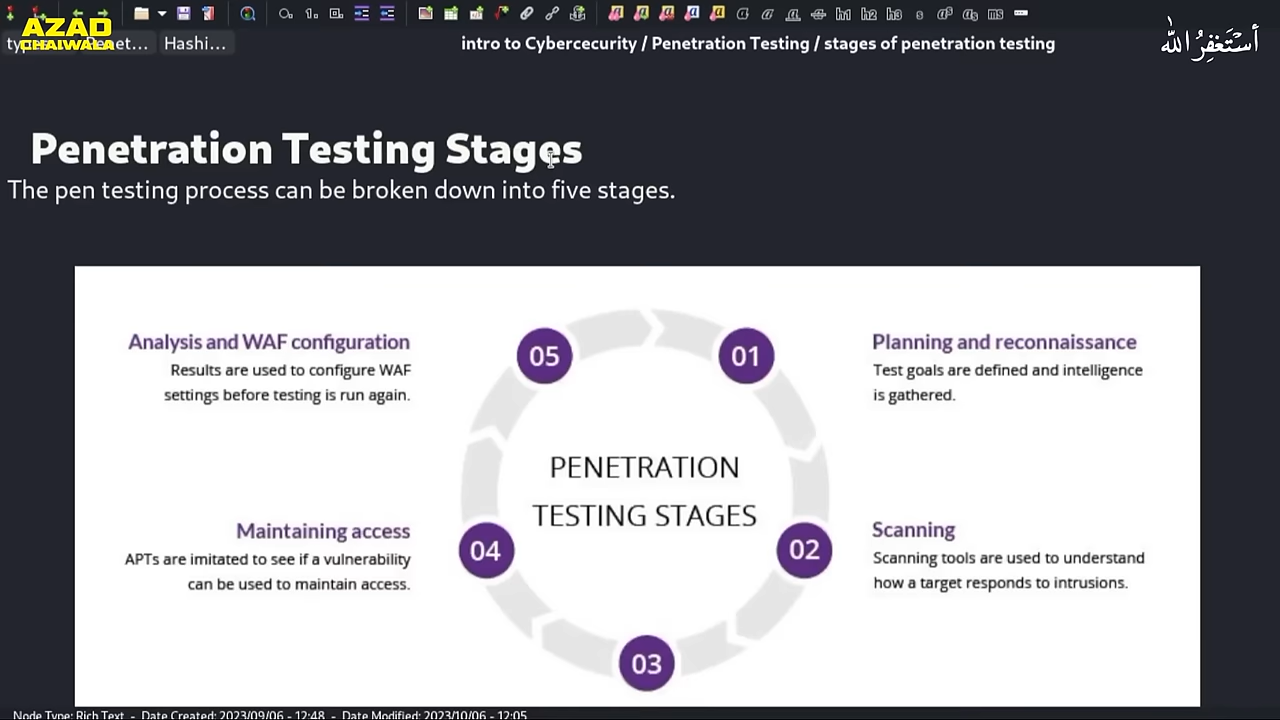 AZAD
CHAIWALA
Hashi...
intro to Cybercecurity / Penetration Testing / stages of penetration testing
أستغفر الله
Penetration Testing Stages
The pen testing process can be broken down into five stages.
Analysis and WAF configuration
Results are used to configure WAF
settings before testing is run again.
05
01
Planning and reconnaissance
Test goals are defined and intelligence
is gathered.
PENETRATION
TESTING STAGES
Maintaining access
APTs are imitated to see if a vulnerability
can be used to maintain access.
04
02
Scanning
Scanning tools are used to understand
how a target responds to intrusions.
03
Node Type: Rich Text - Date Created: 2023/09/06 - 12:48 - Date Modified: 2023/10/06 - 12:05